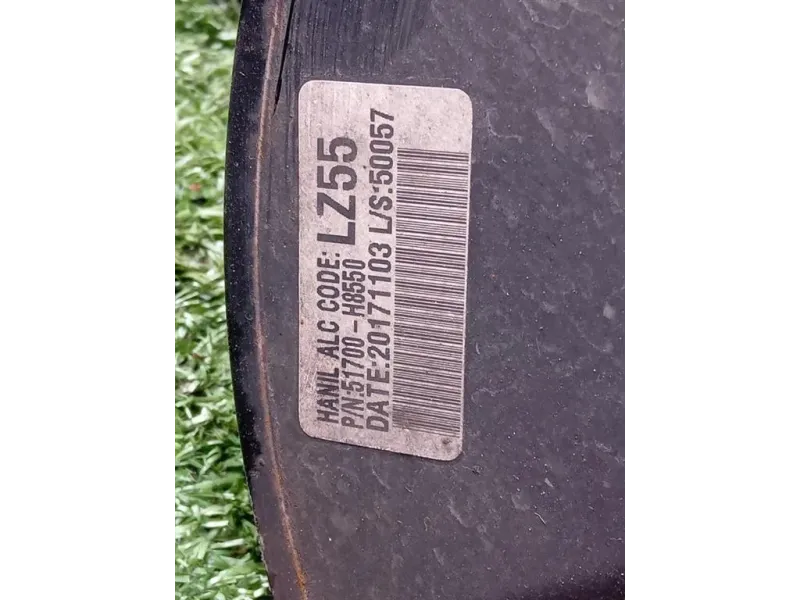 HANIL ALC CODE: LZ55
P/N:51700-H8550
DATE:20171103 L/S:50057